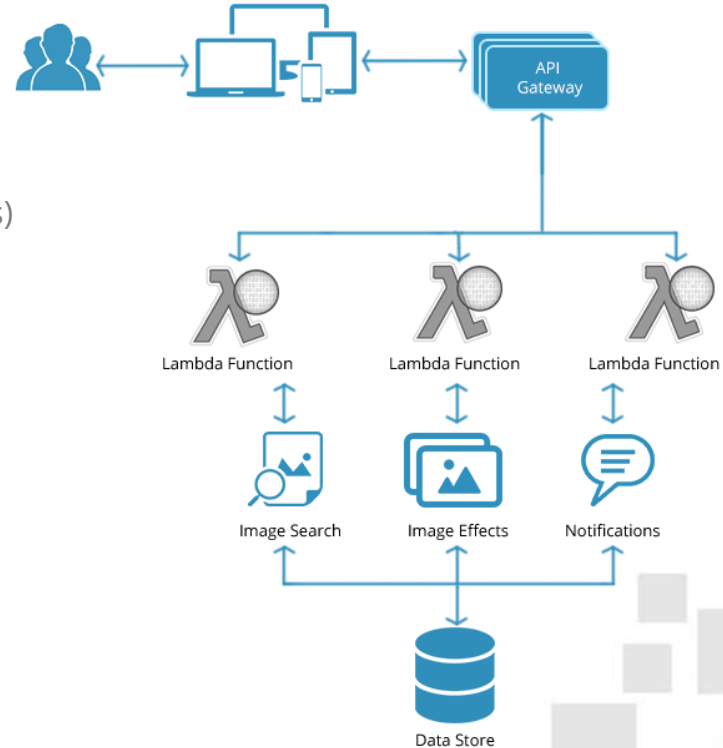 API
Gateway
s)
Lambda Function
Lambda Function
Lambda Function
Image Search
Image Effects
Notifications
Data Store